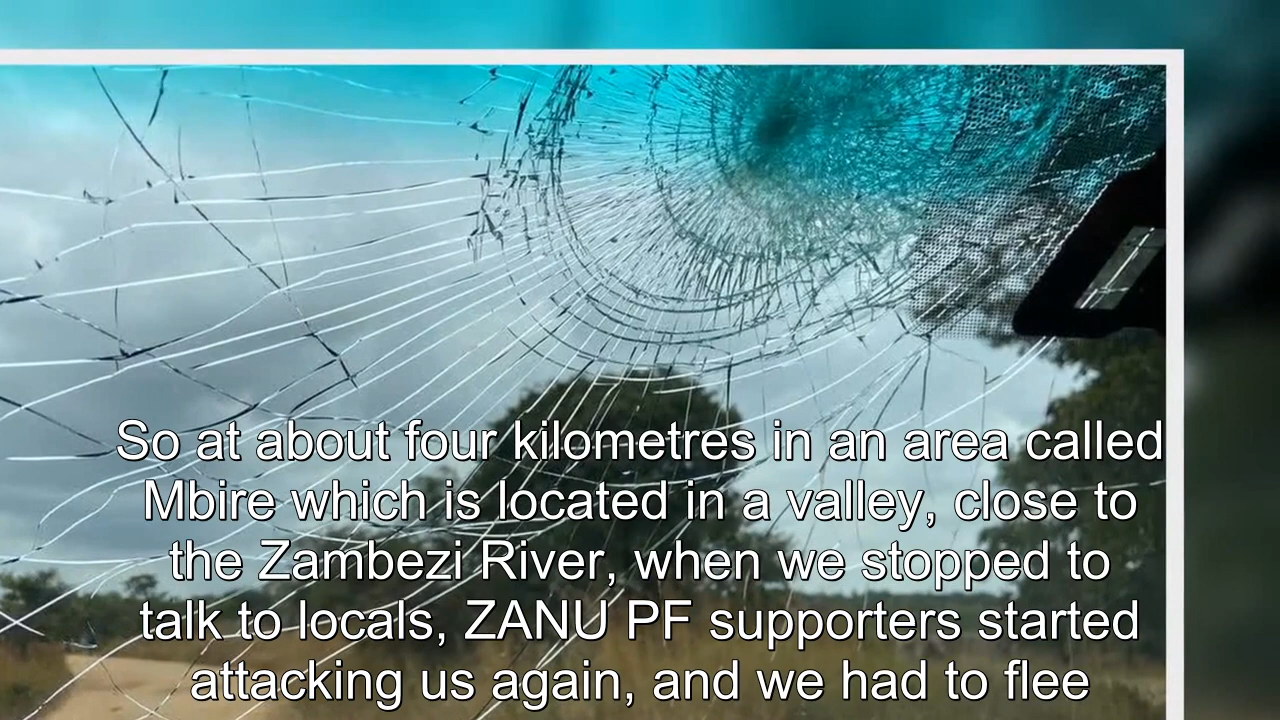 So at about four kilometres in an area called
Mbire which is located in a valley, close to
the Zambezi River, when we stopped to
talk to locals, ZANU PF supporters started
attacking us again, and we had to flee